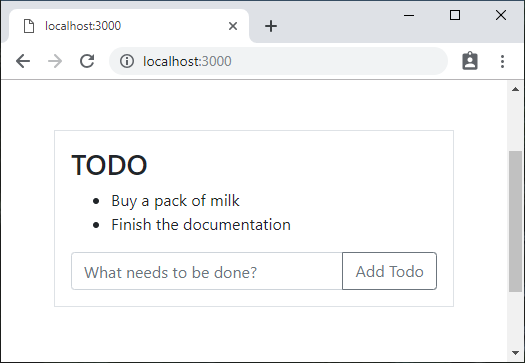 localhost:3000
localhost:3000
TODO
Buy a pack of milk
Finish the documentation
What needs to be done?
Add Todo